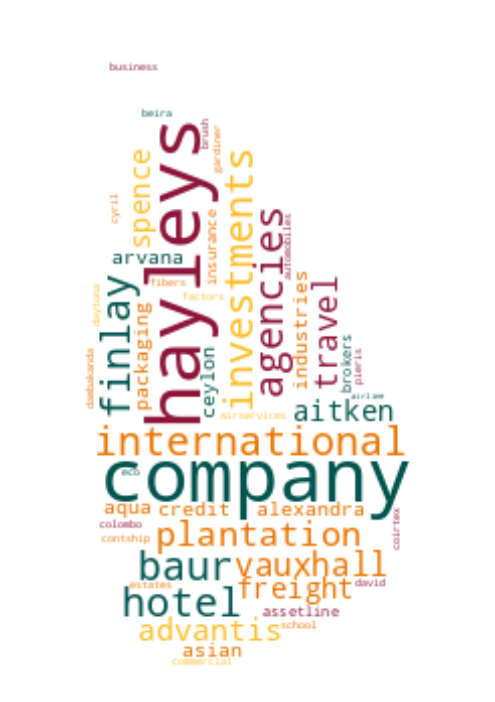 business
beira
hayleys
brush
gardiner
spence
investments
cyril
insurance
agencies
automobiles
arvana
fibers
finlay
daytona
factors
packaging
industries
travel
ceylon
brokers
pieris
dambakanda
airline
airservices
aitken
international
company
eco
aqua
credit
alexandra
colombo
coirtex
plantation
contship
baur
vauxhall
estates
freight
david
hotel
assetline
advantis
school
asian
commercial